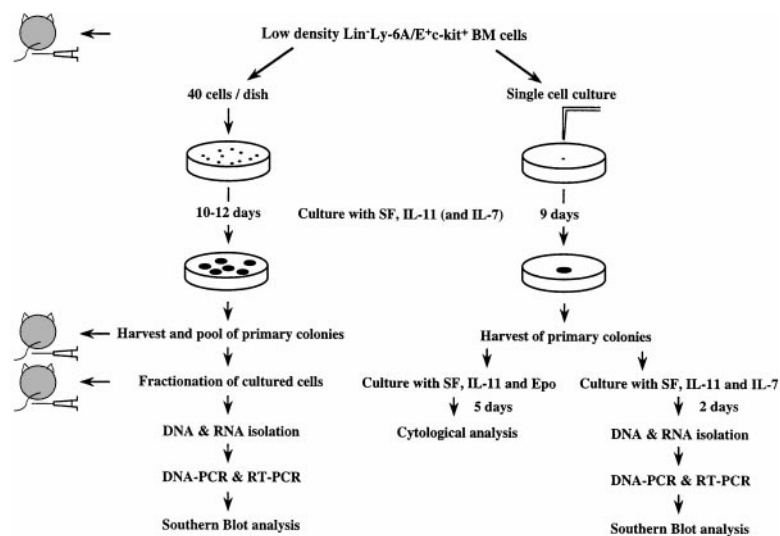 Low density Lin-Ly-6A/E+c-kit+ BM cells
40 cells / dish
Single cell culture
10-12 days
Culture with SF, IL-11 (and IL-7)
9 days
Harvest and pool of primary colonies
Harvest of primary colonies
Fractionation of cultured cells
Culture with SF, IL-11 and Epo
Culture with SF, IL-11 and IL-7
5 days
2 days
DNA & RNA isolation
Cytological analysis
DNA & RNA isolation
DNA-PCR & RT-PCR
DNA-PCR & RT-PCR
Southern Blot analysis
Southern Blot analysis